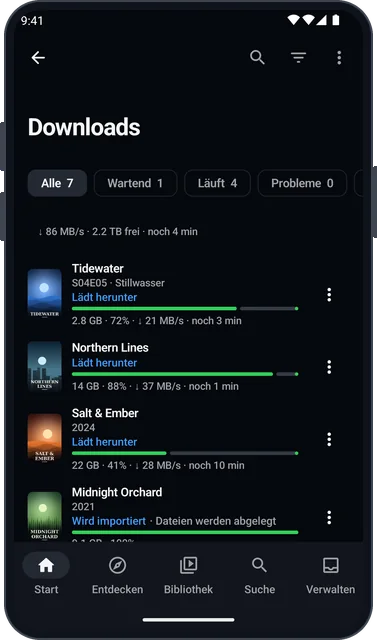 9:41
Downloads
Alle 7
Wartend 1
Läuft 4
Probleme 0
↓ 86 MB/s · 2.2 TB frei · noch 4 min
Tidewater
S04E05 · Stillwasser
Lädt herunter
TIDEWATER
2.8 GB · 72% · ↓ 21 MB/s · noch 3 min
Northern Lines
Lädt herunter
NORTHERN
LINES
14 GB · 88% · ↓ 37 MB/s · noch 1 min
Salt & Ember
2024
Lädt herunter
SALT &
EMBER
22 GB · 41% · ↓ 28 MB/s · noch 10 min
Midnight Orchard
2021
Wird importiert · Dateien werden abgelegt
MIDNIGHT
ORCHARD
Start
Entdecken
Bibliothek
Suche
Verwalten